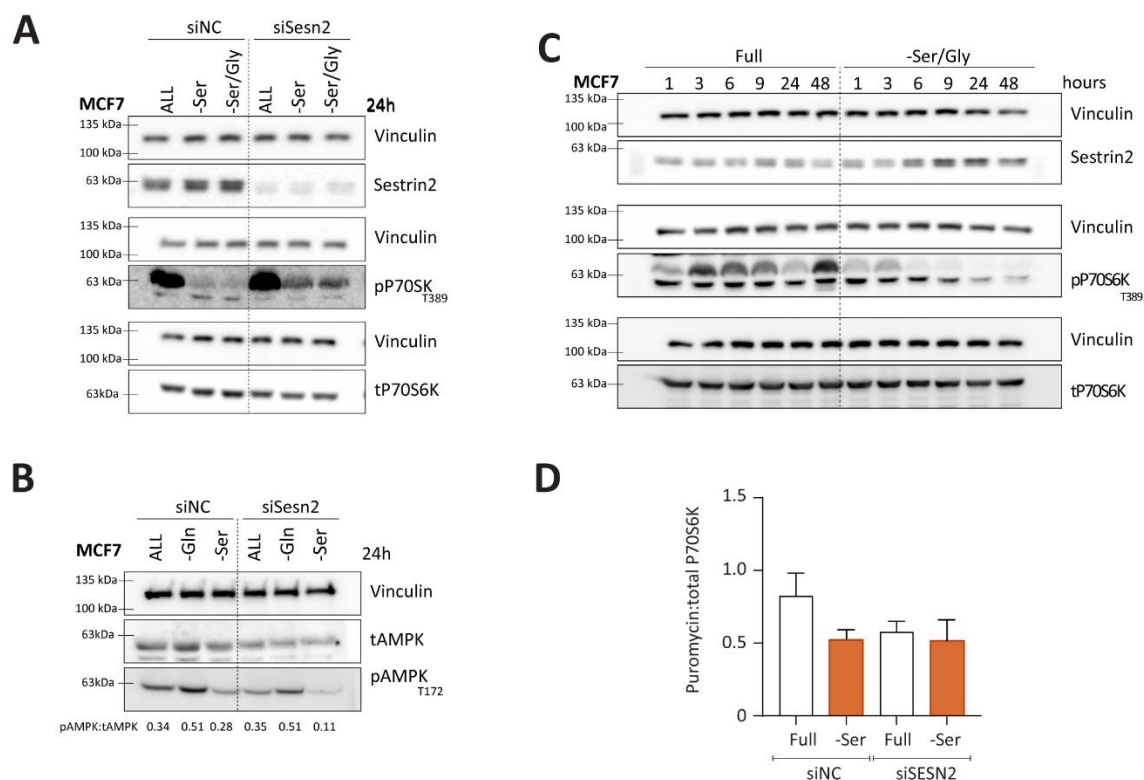 A
siNC siSesn2
ALL -Ser -Ser/Gly ALL -Ser -Ser/Gly
MCF7 24h
135 kDa
100 kDa
Vinculin
63 kDa
Sestrin2
135 kDa
100 kDa
Vinculin
63 kDa
pP70SK
T389
135 kDa
100 kDa
Vinculin
63kDa
tP70S6K
B
siNC siSesn2
ALL -Gln -Ser ALL -Gln -Ser
MCF7 24h
135 kDa
100 kDa
Vinculin
63kDa
tAMPK
63kDa
pAMPK
T172
pAMPK:tAMPK 0.34 0.51 0.28 0.35 0.51 0.11
C
Full -Ser/Gly
MCF7 1 3 6 9 24 48 1 3 6 9 24 48 hours
135 kDa
100 kDa
Vinculin
63 kDa
Sestrin2
135 kDa
100 kDa
Vinculin
63 kDa
pP70S6K
T389
135 kDa
100 kDa
Vinculin
63 kDa
tP70S6K
D
Puromycin:total P70S6K
1.5
1.0
0.5
0
Full -Ser Full -Ser
siNC siSESN2